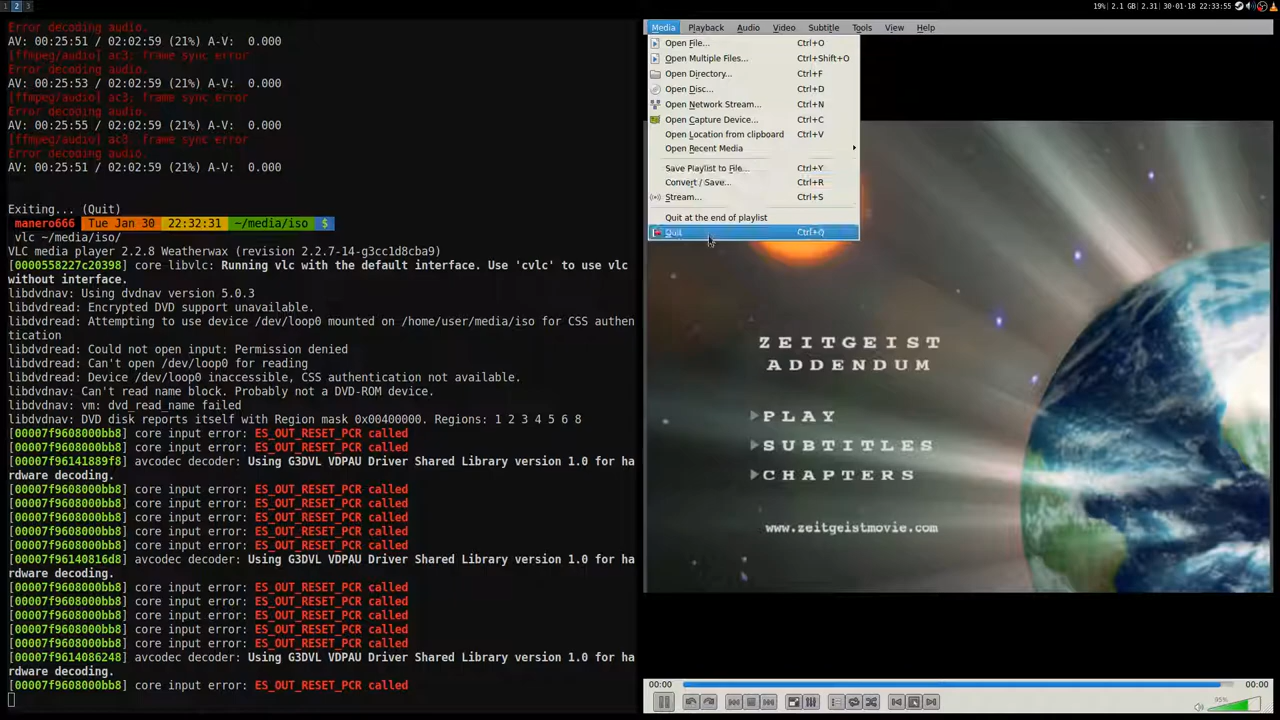 1 2 3
19% | 2.1 GB | 2.31 | 30-01-18 | 22:33:55
Error decoding audio.
AV: 00:25:51 / 02:02:59 (21%) A-V:  0.000
[ffmpeg/audio] ac3: frame sync error
Error decoding audio.
AV: 00:25:53 / 02:02:59 (21%) A-V:  0.000
[ffmpeg/audio] ac3: frame sync error
Error decoding audio.
AV: 00:25:55 / 02:02:59 (21%) A-V:  0.000
[ffmpeg/audio] ac3: frame sync error
Error decoding audio.
AV: 00:25:51 / 02:02:59 (21%) A-V:  0.000
Exiting... (Quit)
manero666 Tue Jan 30 22:32:31 ~/media/iso $
vlc ~/media/iso/
VLC media player 2.2.8 Weatherwax (revision 2.2.7-14-g3cc1d8cba9)
[0000558227c20398] core libvlc: Running vlc with the default interface. Use 'cvlc' to use vlc
without interface.
libdvdnav: Using dvdnav version 5.0.3
libdvdread: Encrypted DVD support unavailable.
libdvdread: Attempting to use device /dev/loop0 mounted on /home/user/media/iso for CSS authen
tication
libdvdread: Could not open input: Permission denied
libdvdread: Can't open /dev/loop0 for reading
libdvdread: Device /dev/loop0 inaccessible, CSS authentication not available.
libdvdnav: Can't read name block. Probably not a DVD-ROM device.
libdvdnav: vm: dvd_read_name failed
libdvdnav: DVD disk reports itself with Region mask 0x00400000. Regions: 1 2 3 4 5 6 8
[00007f9608000bb8] core input error: ES_OUT_RESET_PCR called
[00007f9608000bb8] core input error: ES_OUT_RESET_PCR called
[00007f96141889f8] avcodec decoder: Using G3DVL VDPAU Driver Shared Library version 1.0 for ha
rdware decoding.
[00007f9608000bb8] core input error: ES_OUT_RESET_PCR called
[00007f9608000bb8] core input error: ES_OUT_RESET_PCR called
[00007f9608000bb8] core input error: ES_OUT_RESET_PCR called
[00007f9608000bb8] core input error: ES_OUT_RESET_PCR called
[00007f9608000bb8] core input error: ES_OUT_RESET_PCR called
[00007f96140816d8] avcodec decoder: Using G3DVL VDPAU Driver Shared Library version 1.0 for ha
rdware decoding.
[00007f9608000bb8] core input error: ES_OUT_RESET_PCR called
[00007f9608000bb8] core input error: ES_OUT_RESET_PCR called
[00007f9608000bb8] core input error: ES_OUT_RESET_PCR called
[00007f9608000bb8] core input error: ES_OUT_RESET_PCR called
[00007f9608000bb8] core input error: ES_OUT_RESET_PCR called
[00007f9614086248] avcodec decoder: Using G3DVL VDPAU Driver Shared Library version 1.0 for ha
rdware decoding.
[00007f9608000bb8] core input error: ES_OUT_RESET_PCR called
Media Playback Audio Video Subtitle Tools View Help
Open File... Ctrl+O
Open Multiple Files... Ctrl+Shift+O
Open Directory... Ctrl+F
Open Disc... Ctrl+D
Open Network Stream... Ctrl+N
Open Capture Device... Ctrl+C
Open Location from clipboard Ctrl+V
Open Recent Media
Save Playlist to File... Ctrl+Y
Convert / Save... Ctrl+R
Stream... Ctrl+S
Quit at the end of playlist
Quit Ctrl+Q
ZEITGEIST
ADDENDUM
PLAY
SUBTITLES
CHAPTERS
www.zeitgeistmovie.com
00:00 00:00
95%